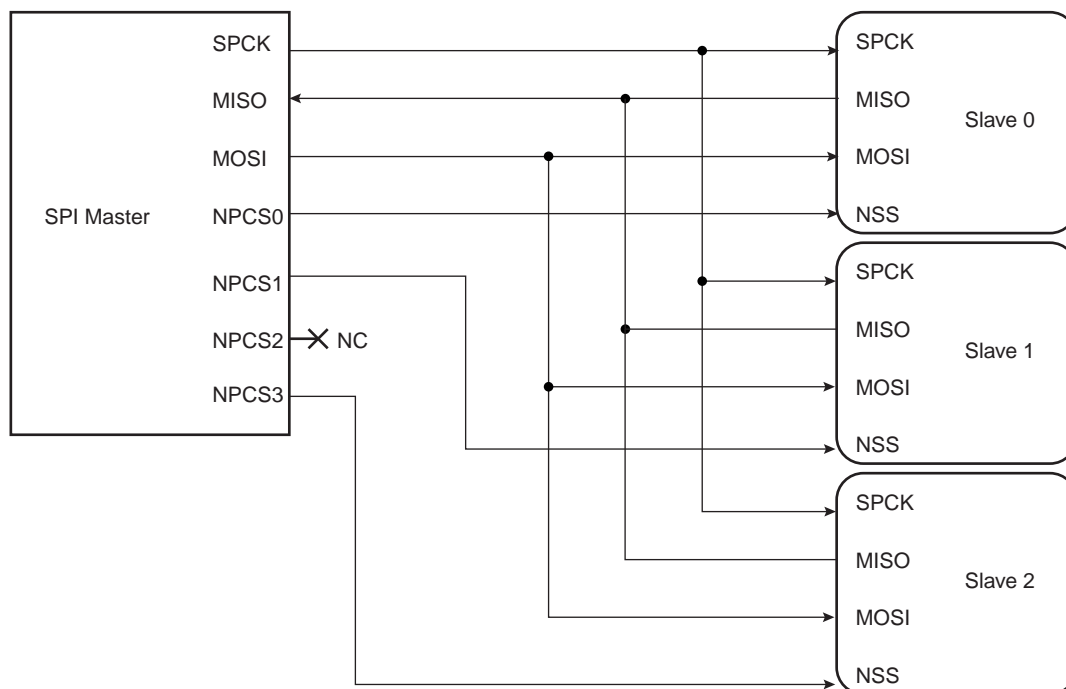 SPI Master
SPCK
MISO
MOSI
NPCS0
NPCS1
NPCS2
NC
NPCS3
SPCK
MISO
Slave 0
MOSI
NSS
SPCK
MISO
Slave 1
MOSI
NSS
SPCK
MISO
Slave 2
MOSI
NSS